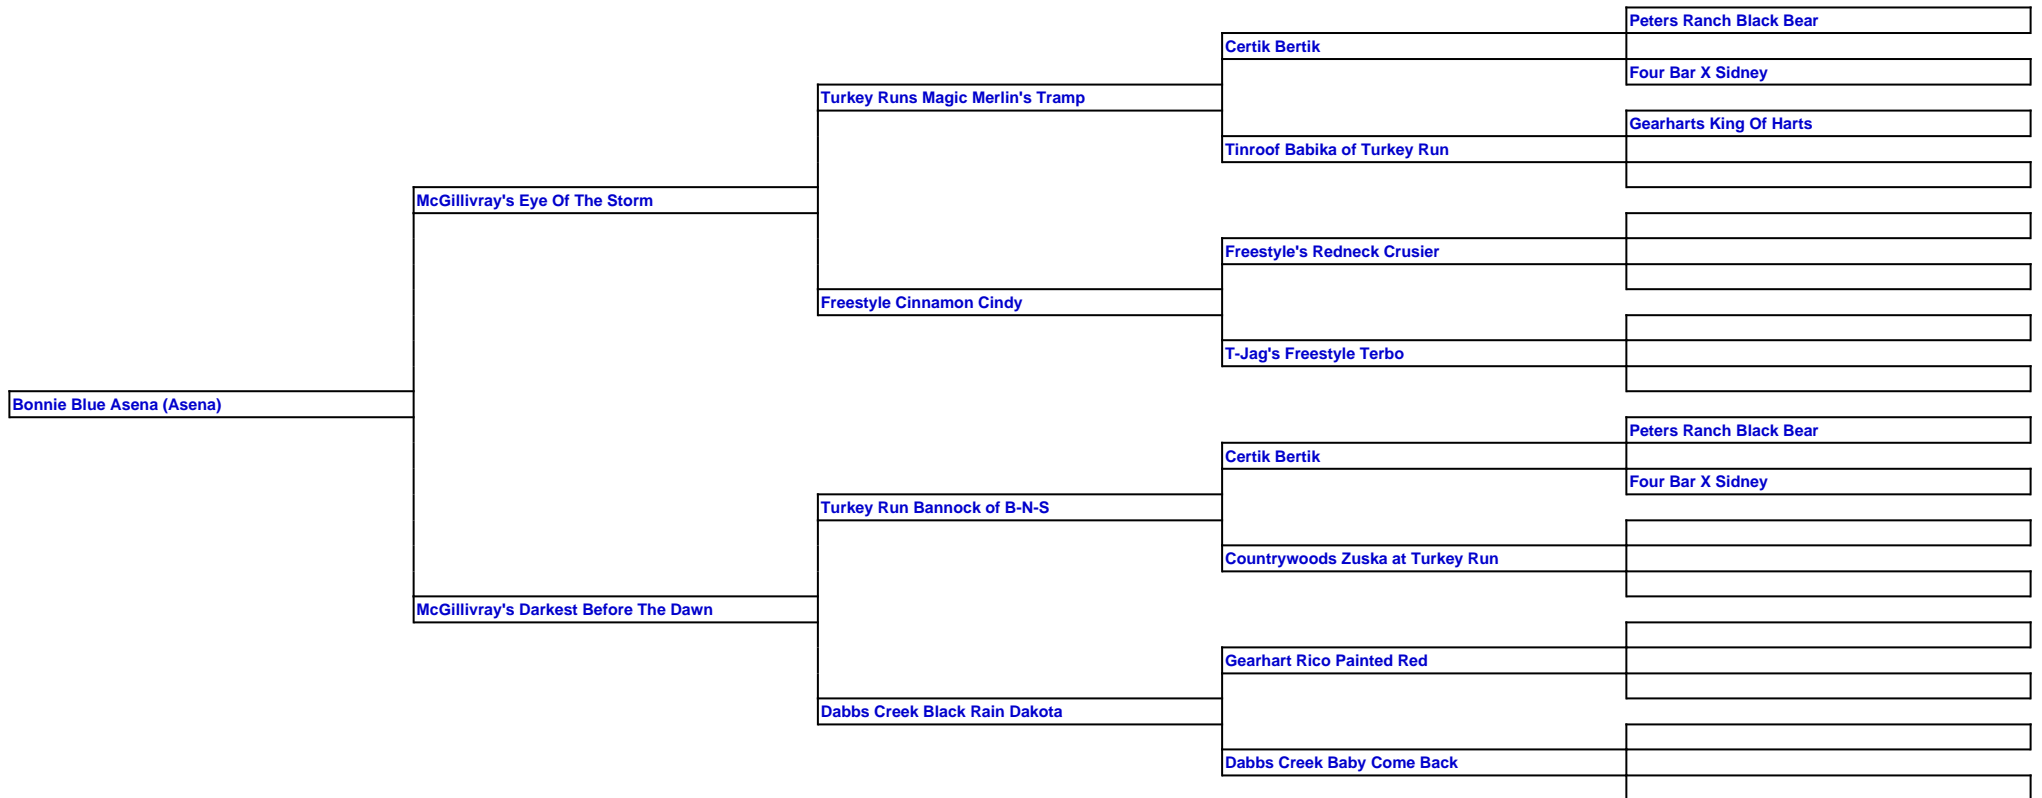 Peters Ranch Black Bear
Certik Bertik
Four Bar X Sidney
Turkey Runs Magic Merlin's Tramp
Gearharts King Of Harts
Tinroof Babika of Turkey Run
McGillivray's Eye Of The Storm
Freestyle's Redneck Crusier
Freestyle Cinnamon Cindy
T-Jag's Freestyle Terbo
Bonnie Blue Asena (Asena)
Peters Ranch Black Bear
Certik Bertik
Four Bar X Sidney
Turkey Run Bannock of B-N-S
Countrywoods Zuska at Turkey Run
McGillivray's Darkest Before The Dawn
Gearhart Rico Painted Red
Dabbs Creek Black Rain Dakota
Dabbs Creek Baby Come Back